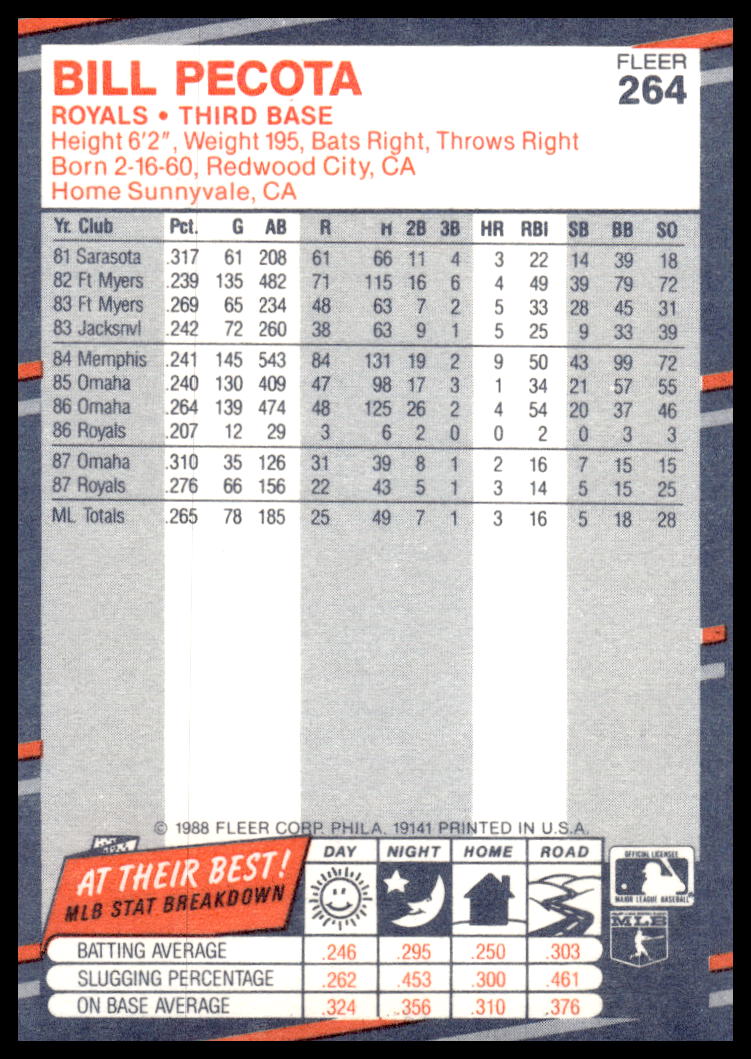 BILL PECOTA
FLEER
264
ROYALS • THIRD BASE
Height 6'2", Weight 195, Bats Right, Throws Right
Born 2-16-60, Redwood City, CA
Home Sunnyvale, CA
Yr. Club Pct. G AB R H 2B 3B HR RBI SB BB SO
81 Sarasota .317 61 208 61 66 11 4 3 22 14 39 18
82 Ft Myers .239 135 482 71 115 16 6 4 49 39 79 72
83 Ft Myers .269 65 234 48 63 7 2 5 33 28 45 31
83 Jacksnvl .242 72 260 38 63 9 1 5 25 9 33 39
84 Memphis .241 145 543 84 131 19 2 9 50 43 99 72
85 Omaha .240 130 409 47 98 17 3 1 34 21 57 55
86 Omaha .264 139 474 48 125 26 2 4 54 20 37 46
86 Royals .207 12 29 3 6 2 0 0 2 0 3 3
87 Omaha .310 35 126 31 39 8 1 2 16 7 15 15
87 Royals .276 66 156 22 43 5 1 3 14 5 15 25
ML Totals .265 78 185 25 49 7 1 3 16 5 18 28
© 1988 FLEER CORP. PHILA. 19141 PRINTED IN U.S.A.
AT THEIR BEST!
MLB STAT BREAKDOWN
DAY NIGHT HOME ROAD
OFFICIAL LICENSEE
MAJOR LEAGUE BASEBALL
MLB
BATTING AVERAGE .246 .295 .250 .303
SLUGGING PERCENTAGE .262 .453 .300 .461
ON BASE AVERAGE .324 .356 .310 .376